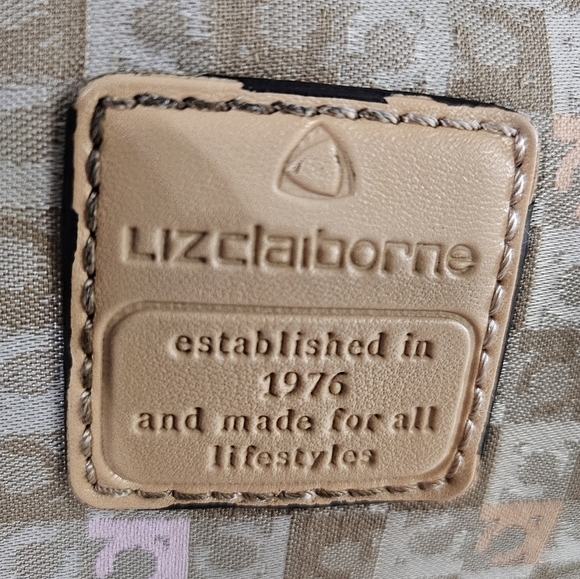 LIZclaiborne
established in
1976
and made for all
lifestyles